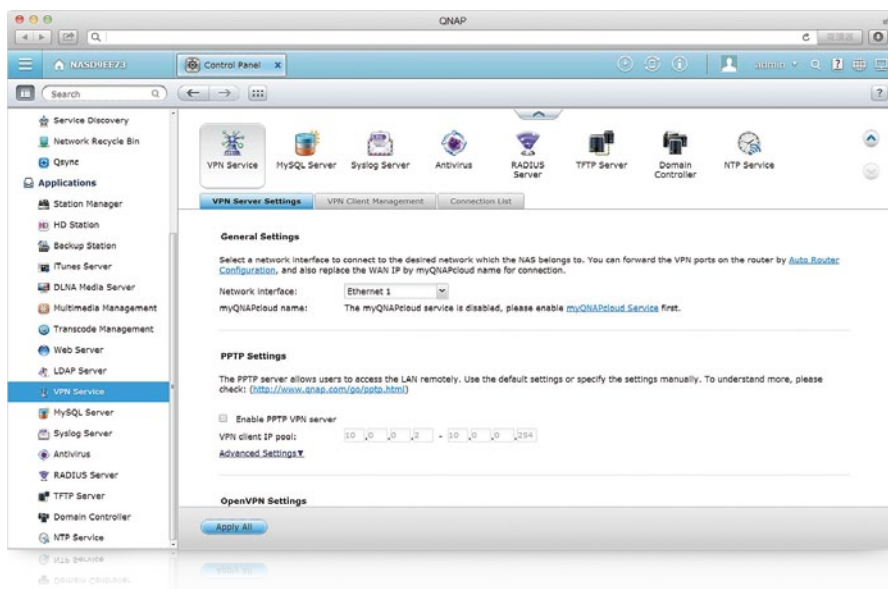 QNAP
NASD9EE73
Control Panel
X
admin
Search
Service Discovery
Network Recycle Bin
Qsync
Applications
Station Manager
HD Station
Backup Station
iTunes Server
DLNA Media Server
Multimedia Management
Transcode Management
Web Server
LDAP Server
VPN Service
MySQL Server
Syslog Server
Antivirus
RADIUS Server
TFTP Server
Domain Controller
NTP Service
VPN Service
MySQL Server
Syslog Server
Antivirus
RADIUS
Server
TFTP Server
Domain
Controller
NTP Service
VPN Server Settings
VPN Client Management
Connection List
General Settings
Select a network interface to connect to the desired network which the NAS belongs to. You can forward the VPN ports on the router by Auto Router
Configuration, and also replace the WAN IP by myQNAPcloud name for connection.
Network interface: Ethernet 1
myQNAPcloud name: The myQNAPcloud service is disabled, please enable myQNAPcloud Service first.
PPTP Settings
The PPTP server allows users to access the LAN remotely. Use the default settings or specify the settings manually. To understand more, please
check: (http://www.qnap.com/go/pptp.html)
Enable PPTP VPN server
VPN client IP pool: 10 .0 .0 .2 - 10 .0 .0 .254
Advanced Settings▼
OpenVPN Settings
Apply All